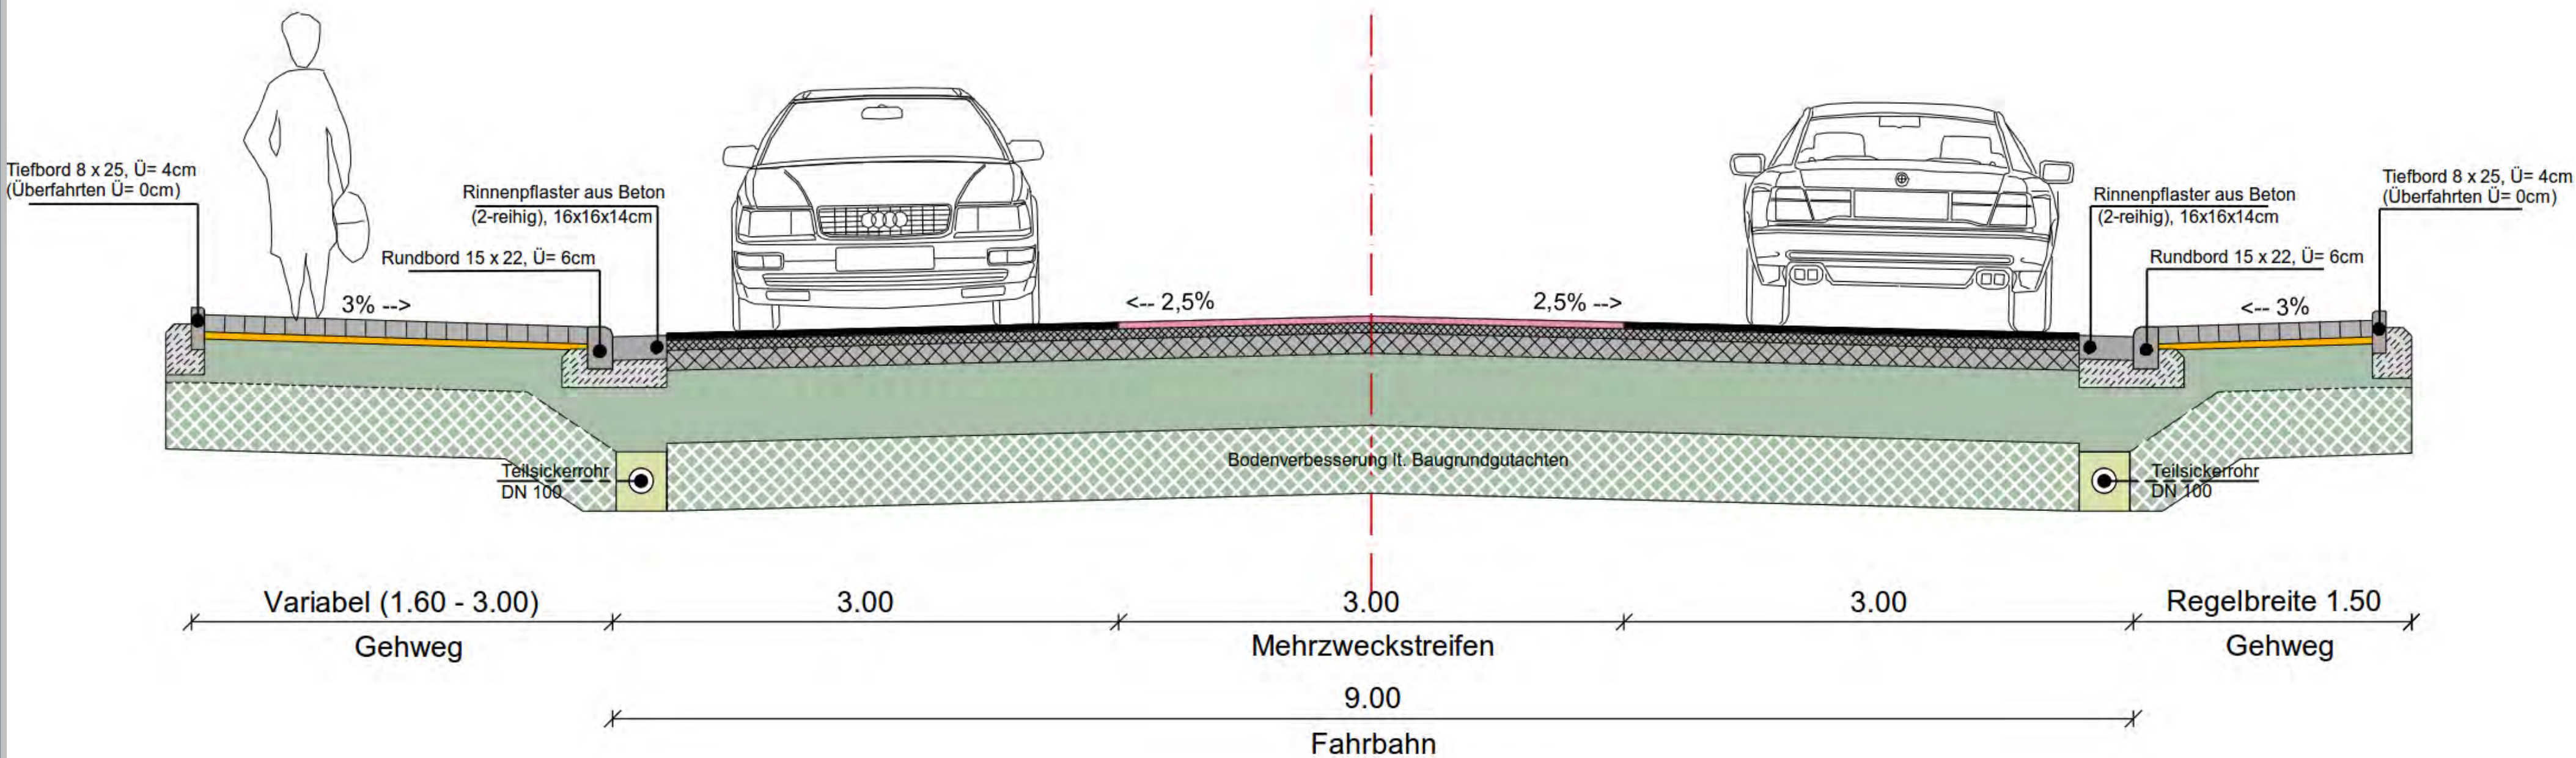 Tiefbord 8 x 25, Ü= 4cm
(Überfahrten Ü= 0cm)
Rinnenpflaster aus Beton
(2-reihig), 16x16x14cm
Rundbord 15 x 22, Ü= 6cm
3% -->
<-- 2,5%
2,5% -->
<-- 3%
Tiefbord 8 x 25, Ü= 4cm
(Überfahrten Ü= 0cm)
Rinnenpflaster aus Beton
(2-reihig), 16x16x14cm
Rundbord 15 x 22, Ü= 6cm
Bodenverbesserung lt. Baugrundgutachten
Teilsickerrohr
DN 100
Teilsickerrohr
DN 100
Variabel (1.60 - 3.00)
Gehweg
3.00
3.00
Mehrzweckstreifen
3.00
Regelbreite 1.50
Gehweg
9.00
Fahrbahn